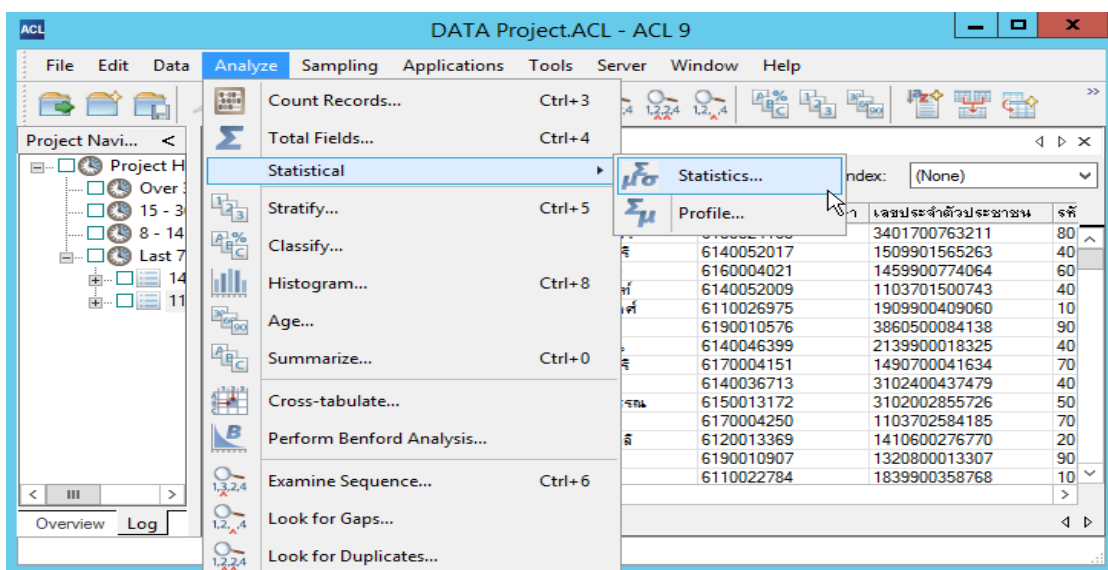 ACL DATA Project.ACL - ACL 9
File Edit Data Analyze Sampling Applications Tools Server Window Help
Project Navi... <
Project H
Over
15 - 3
8 - 14
Last 7
14
11
Overview Log
Count Records... Ctrl+3
Total Fields... Ctrl+4
Statistical
Stratify... Ctrl+5
Classify...
Histogram... Ctrl+8
Age...
Summarize... Ctrl+0
Cross-tabulate...
Perform Benford Analysis...
Examine Sequence... Ctrl+6
Look for Gaps...
Look for Duplicates...
Statistics...
Profile...
ndex: (None)
เลขประจำตัวประชาชน รหั
3401700763211 80
6140052017 1509901565263 40
6160004021 1459900774064 60
6140052009 1103701500743 40
6110026975 1909900409060 10
6190010576 3860500084138 90
6140046399 2139900018325 40
6170004151 1490700041634 70
6140036713 3102400437479 40
6150013172 3102002855726 50
6170004250 1103702584185 70
6120013369 1410600276770 20
6190010907 1320800013307 90
6110022784 1839900358768 10